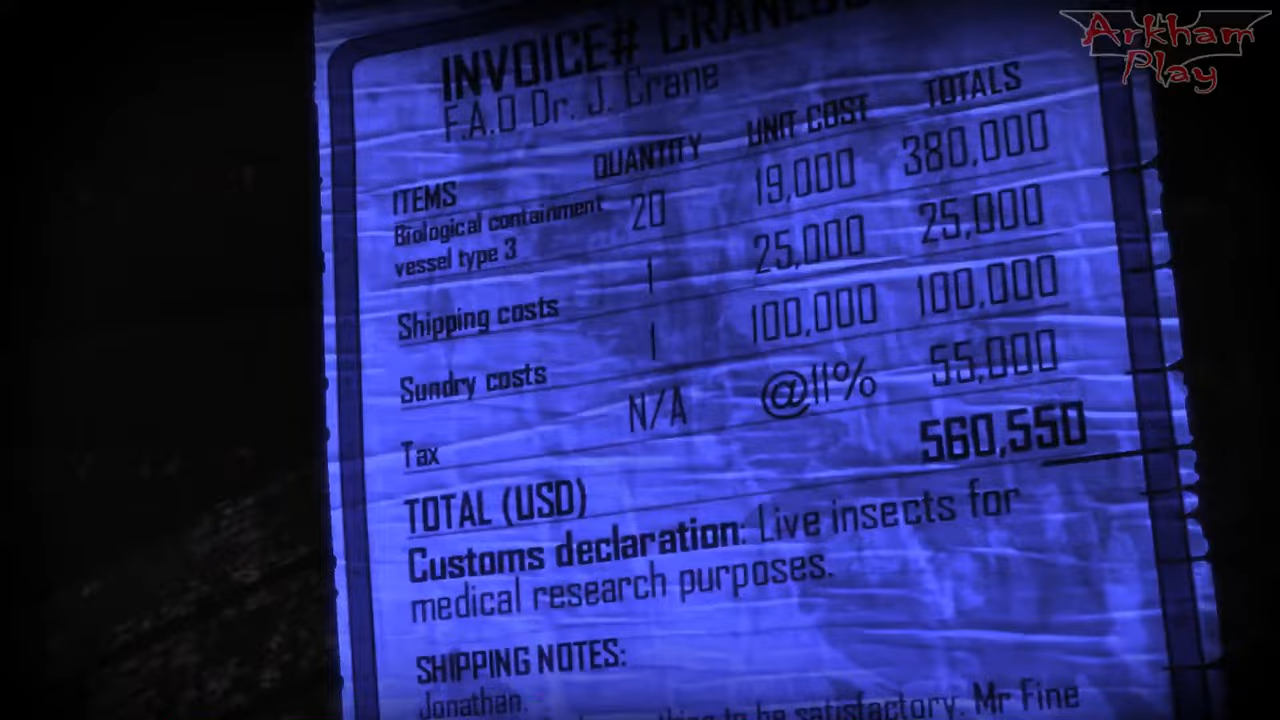 Arkham
Play
INVOICE#
F.A.O Dr. J. Crane
ITEMS QUANTITY UNIT COST TOTALS
Biological containment
vessel type 3 20 19,000 380,000
Shipping costs 1 25,000 25,000
Sundry costs 1 100,000 100,000
Tax N/A @11% 55,000
TOTAL (USD) 560,550
Customs declaration: Live insects for
medical research purposes.
SHIPPING NOTES:
Jonathan.
to be satisfactory. Mr Fine